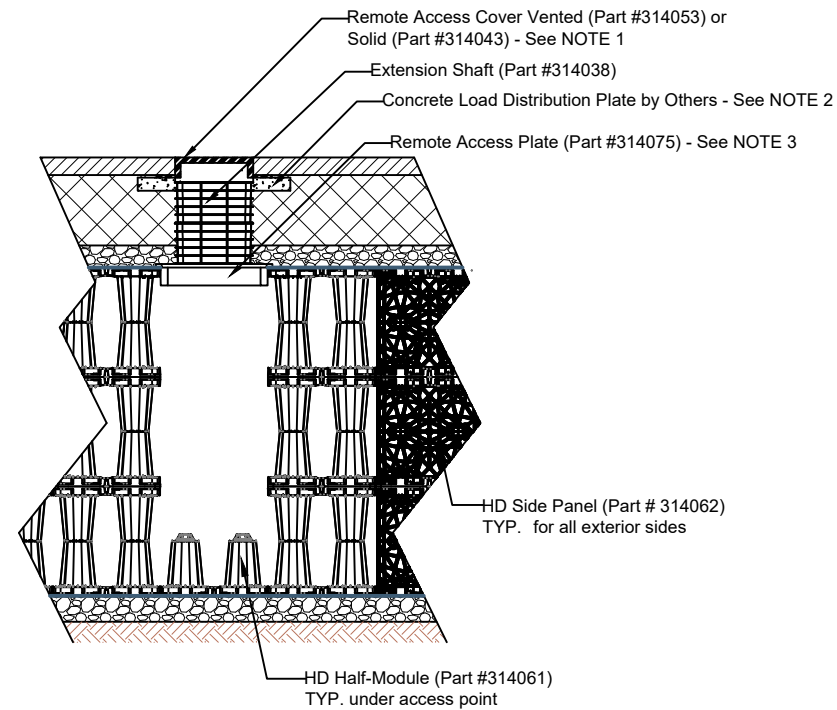 Remote Access Cover Vented (Part #314053) or
Solid (Part #314043) - See NOTE 1
Extension Shaft (Part #314038)
Concrete Load Distribution Plate by Others - See NOTE 2
Remote Access Plate (Part #314075) - See NOTE 3
HD Side Panel (Part # 314062)
TYP. for all exterior sides
HD Half-Module (Part #314061)
TYP. under access point